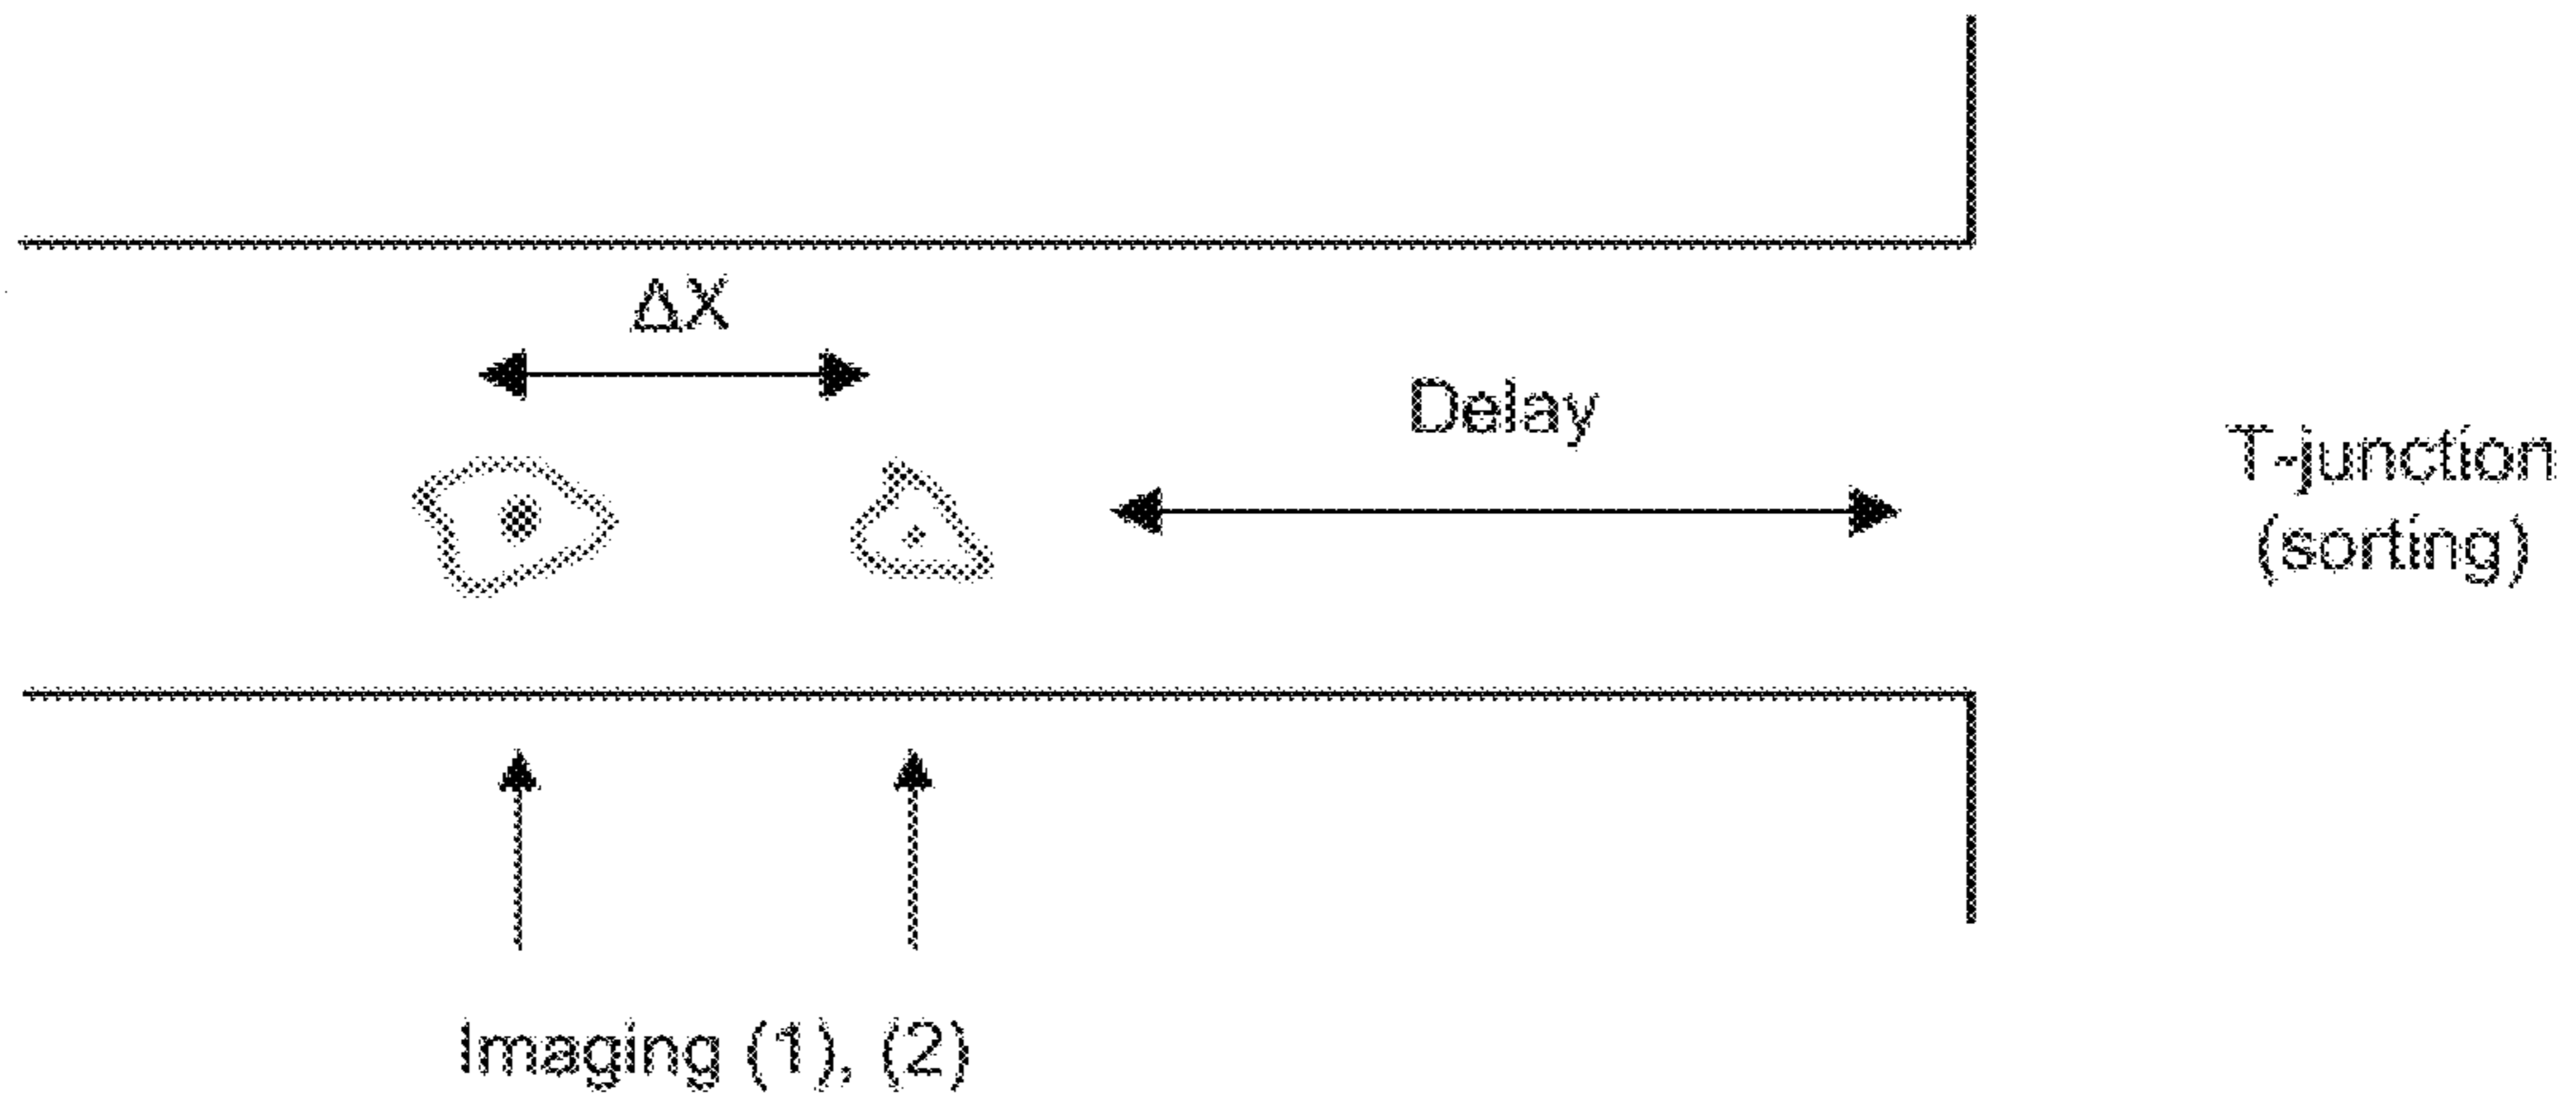 ΔX
Delay
T-junction
(sorting)
Imaging (1), (2)